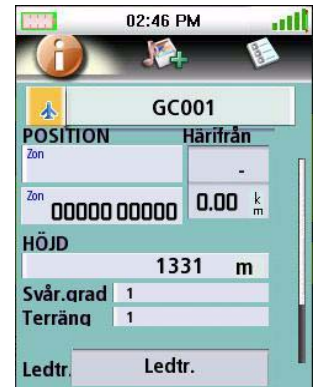 02:46 PM
GC001
POSITION Härifrån
Zon
-
Zon 00000 00000 0.00 km
HÖJD
1331 m
Svår.grad 1
Terräng 1
Ledtr. Ledtr.